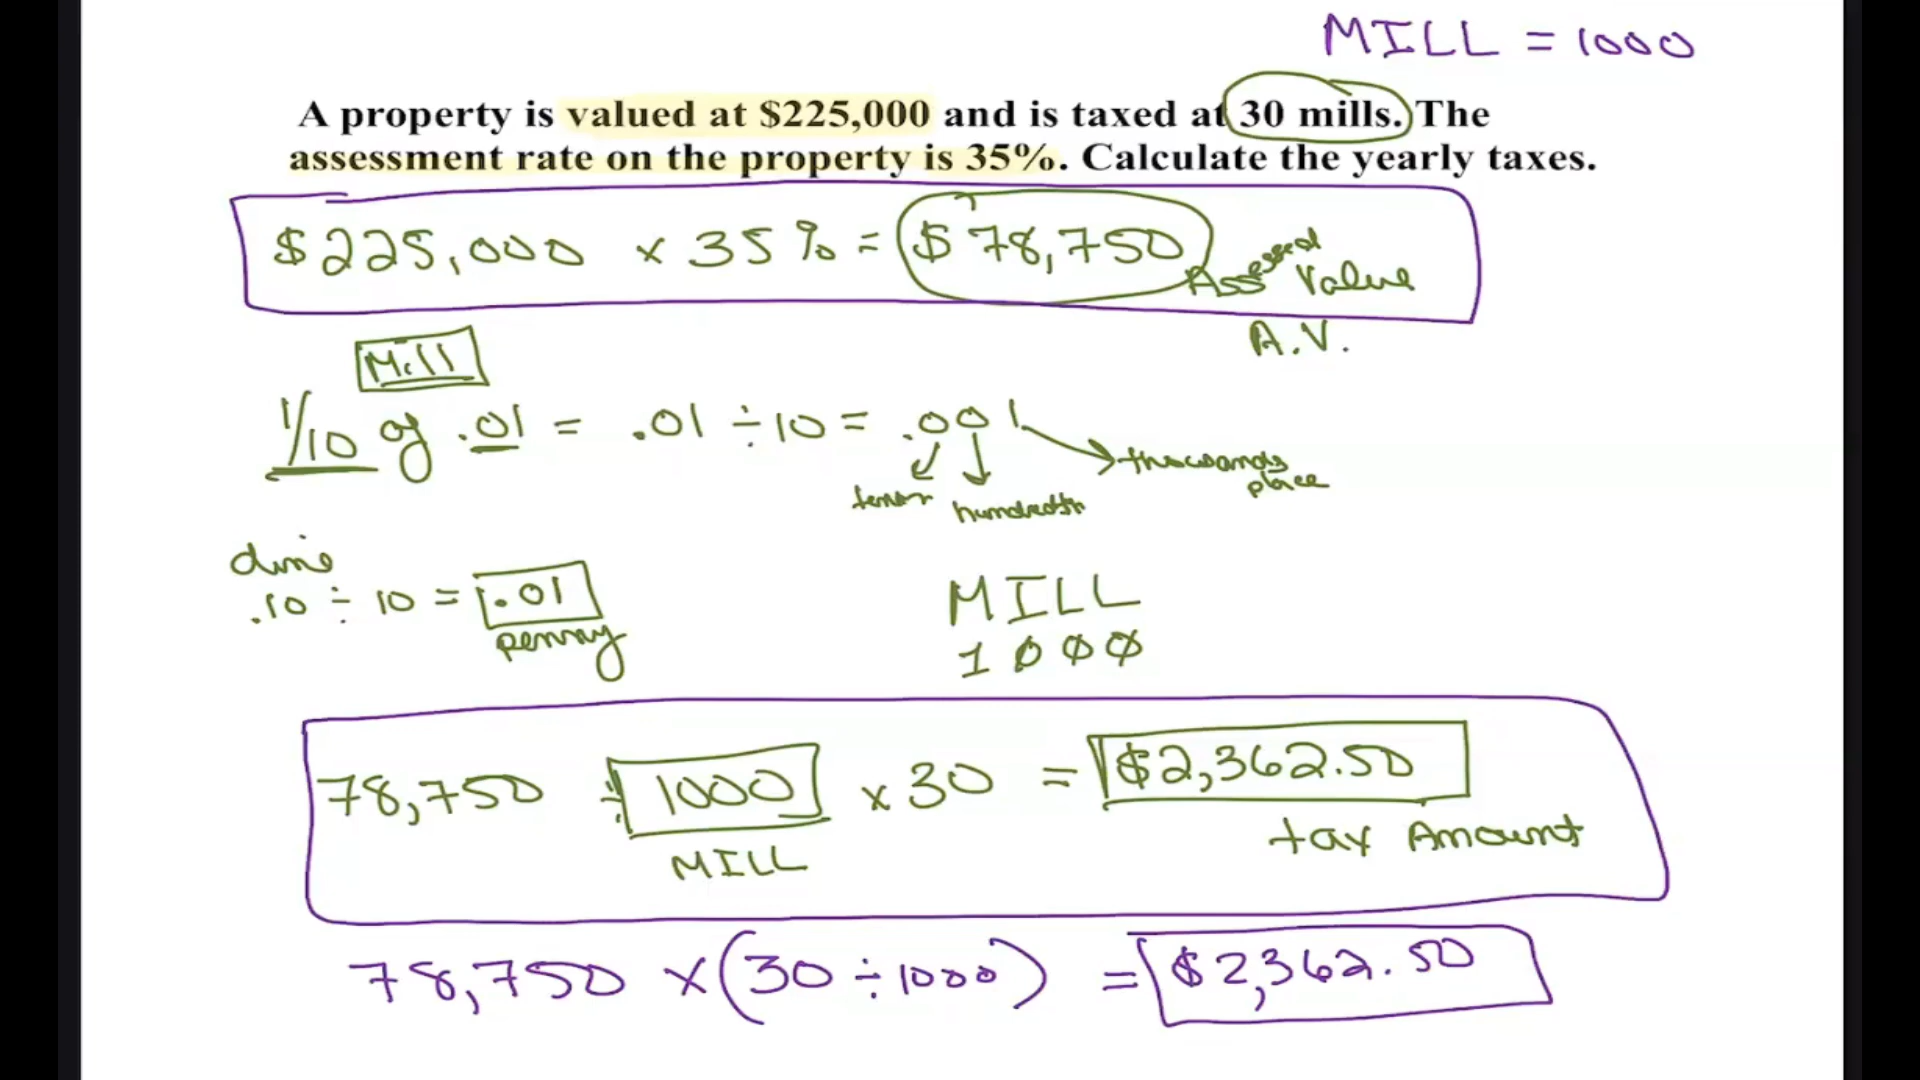 MILL = 1000
A property is valued at $225,000 and is taxed at 30 mills. The
assessment rate on the property is 35%. Calculate the yearly taxes.
$225,000 x 35% = $78,750
Assessed Value
A.V.
Mill
1/10 of .01 = .01 ÷ 10 = .001
thousands
place
hundredth
dime
.10 ÷ 10 = .01
penny
MILL
1000
78,750 ÷ 1000 x 30 = $2,362.50
MILL
tax Amount
78,750 x (30 ÷ 1000) = $2,362.50